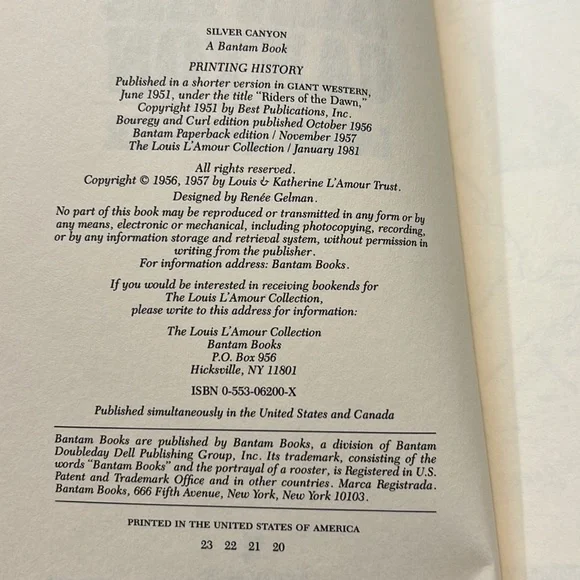 SILVER CANYON
A Bantam Book
PRINTING HISTORY
Published in a shorter version in GIANT WESTERN,
June 1951, under the title "Riders of the Dawn,"
Copyright 1951 by Best Publications, Inc.
Bouregy and Curl edition published October 1956
Bantam Paperback edition / November 1957
The Louis L'Amour Collection / January 1981
All rights reserved.
Copyright © 1956, 1957 by Louis & Katherine L'Amour Trust.
Designed by Renée Gelman.
No part of this book may be reproduced or transmitted in any form or by
any means, electronic or mechanical, including photocopying, recording,
or by any information storage and retrieval system, without permission in
writing from the publisher.
For information address: Bantam Books.
If you would be interested in receiving bookends for
The Louis L'Amour Collection,
please write to this address for information:
The Louis L'Amour Collection
Bantam Books
P.O. Box 956
Hicksville, NY 11801
ISBN 0-553-06200-X
Published simultaneously in the United States and Canada
Bantam Books are published by Bantam Books, a division of Bantam
Doubleday Dell Publishing Group, Inc. Its trademark, consisting of the
words "Bantam Books" and the portrayal of a rooster, is Registered in U.S.
Patent and Trademark Office and in other countries. Marca Registrada.
Bantam Books, 666 Fifth Avenue, New York, New York 10103.
PRINTED IN THE UNITED STATES OF AMERICA
23 22 21 20